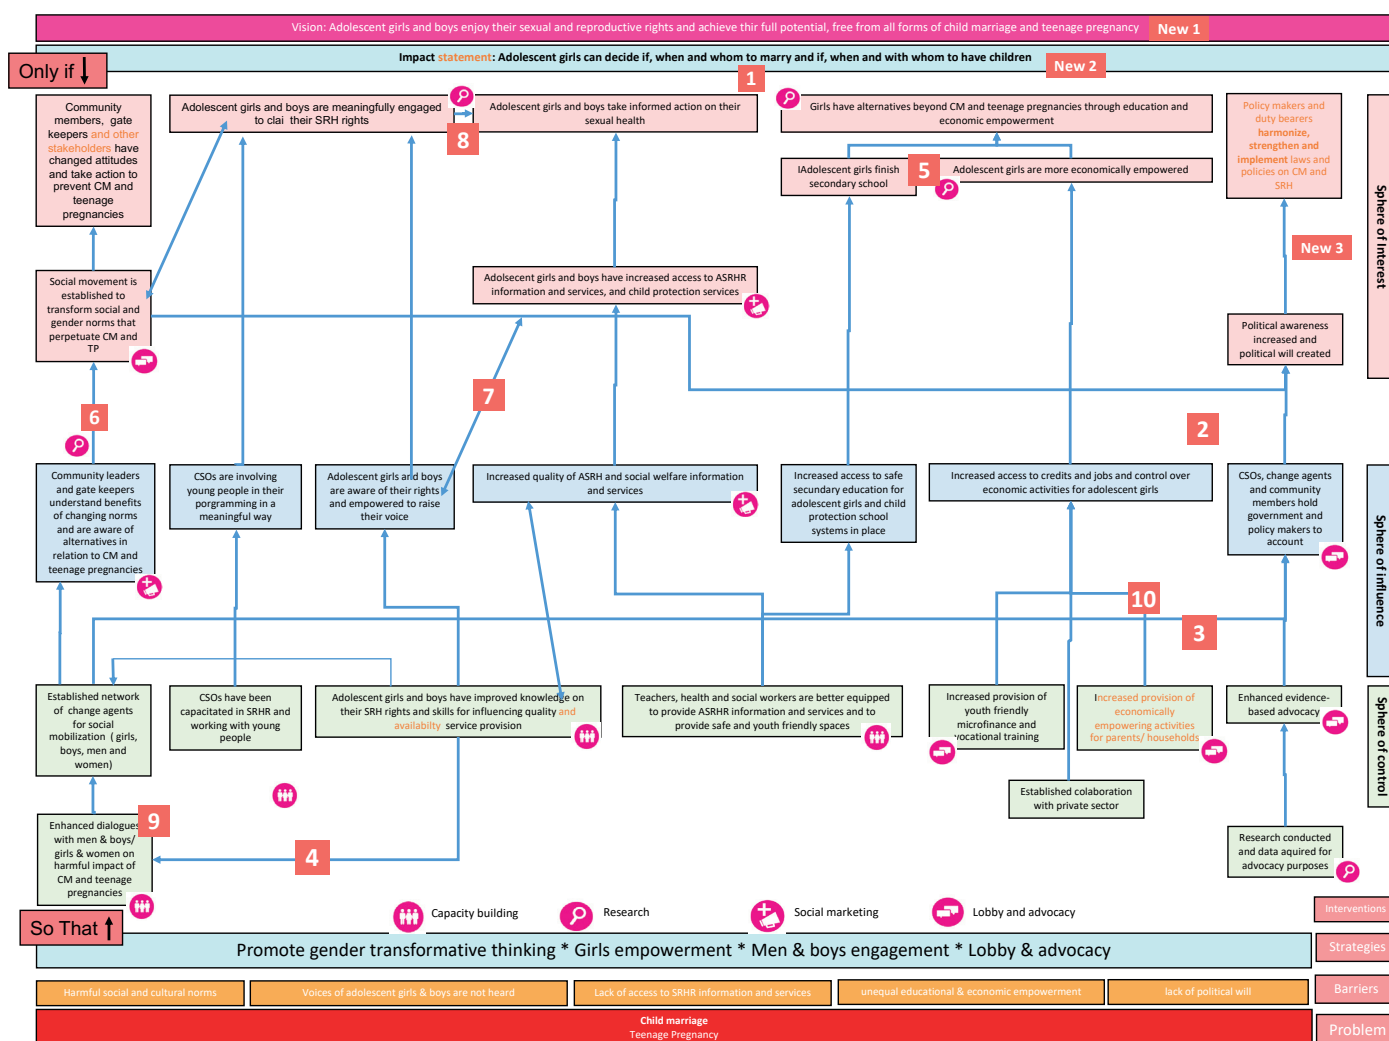 Vision: Adolescent girls and boys enjoy their sexual and reproductive rights and achieve thir full potential, free from all forms of child marriage and teenage pregnancy
New 1
Impact statement: Adolescent girls can decide if, when and whom to marry and if, when and with whom to have children
New 2
Only if
1
Community
members, gate
keepers and other
stakeholders have
changed attitudes
and take action to
prevent CM and
teenage
pregnancies
Adolescent girls and boys are meaningfully engaged
to clai their SRH rights
8
Adolescent girls and boys take informed action on their
sexual health
Girls have alternatives beyond CM and teenage pregnancies through education and
economic empowerment
Policy makers and
duty bearers
harmonize,
strengthen and
implement laws and
policies on CM and
SRH
Sphere of Interest
IAdolescent girls finish
secondary school
5
Adolescent girls are more economically empowered
New 3
Social movement is
established to
transform social and
gender norms that
perpetuate CM and
TP
Adolsecent girls and boys have increased access to ASRHR
information and services, and child protection services
Political awareness
increased and
political will created
7
6
2
Community leaders
and gate keepers
understand benefits
of changing norms
and are aware of
alternatives in
relation to CM and
teenage pregnancies
CSOs are involving
young people in their
porgramming in a
meaningful way
Adolescent girls and boys
are aware of their rights
and empowered to raise
their voice
Increased quality of ASRH and social welfare information
and services
Increased access to safe
secundary education for
adolescent girls and child
protection school
systems in place
Increased access to credits and jobs and control over
economic activities for adolescent girls
CSOs, change agents
and community
members hold
government and
policy makers to
account
Sphere of influence
10
3
Established network
of change agents
for social
mobilization ( girls,
boys, men and
women)
CSOs have been
capacitated in SRHR and
working with young
people
Adolescent girls and boys have improved knowledge on
their SRH rights and skills for influencing quality and
availabilty service provision
Teachers, health and social workers are better equipped
to provide ASRHR information and services and to
provide safe and youth friendly spaces
Increased provision of
youth friendly
microfinance and
vocational training
Increased provision of
economically
empowering activities
for parents/ households
Enhanced evidence-
based advocacy
Sphere of control
Established colaboration
with private sector
9
Enhanced dialogues
with men & boys/
girls & women on
harmful impact of
CM and teenage
pregnancies
4
Research conducted
and data aquired for
advocacy purposes
Capacity building
Research
Social marketing
Lobby and advocacy
Interventions
So That
Promote gender transformative thinking * Girls empowerment * Men & boys engagement * Lobby & advocacy
Strategies
Harmful social and cultural norms
Voices of adolescent girls & boys are not heard
Lack of access to SRHR information and services
unequal educational & economic empowerment
lack of political will
Barriers
Child marriage
Teenage Pregnancy
Problem